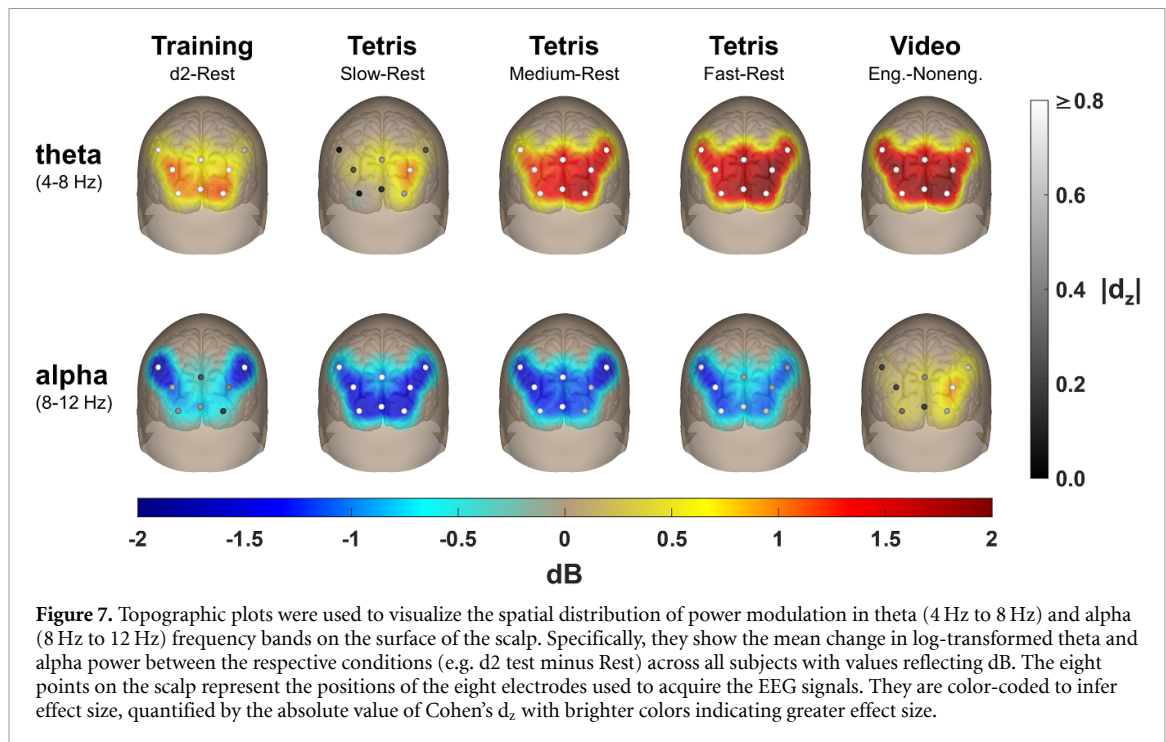 Training Tetris Tetris Tetris Video
d2-Rest Slow-Rest Medium-Rest Fast-Rest Eng.-Noneng.
theta
(4-8 Hz)
alpha
(8-12 Hz)
≥ 0.8
0.6
0.4
|dz|
0.2
0.0
-2 -1.5 -1 -0.5 0 0.5 1 1.5 2
dB
Figure 7. Topographic plots were used to visualize the spatial distribution of power modulation in theta (4 Hz to 8 Hz) and alpha
(8 Hz to 12 Hz) frequency bands on the surface of the scalp. Specifically, they show the mean change in log-transformed theta and
alpha power between the respective conditions (e.g. d2 test minus Rest) across all subjects with values reflecting dB. The eight
points on the scalp represent the positions of the eight electrodes used to acquire the EEG signals. They are color-coded to infer
effect size, quantified by the absolute value of Cohen's dz with brighter colors indicating greater effect size.